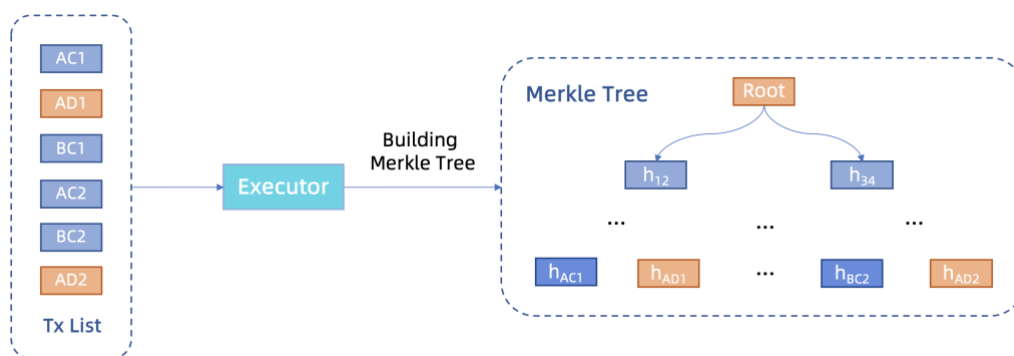 AC1
AD1
BC1
AC2
BC2
AD2
Tx List
Executor
Building
Merkle Tree
Merkle Tree
Root
h12
h34
... ... ...
hAC1 hAD1 ... hBC2 hAD2